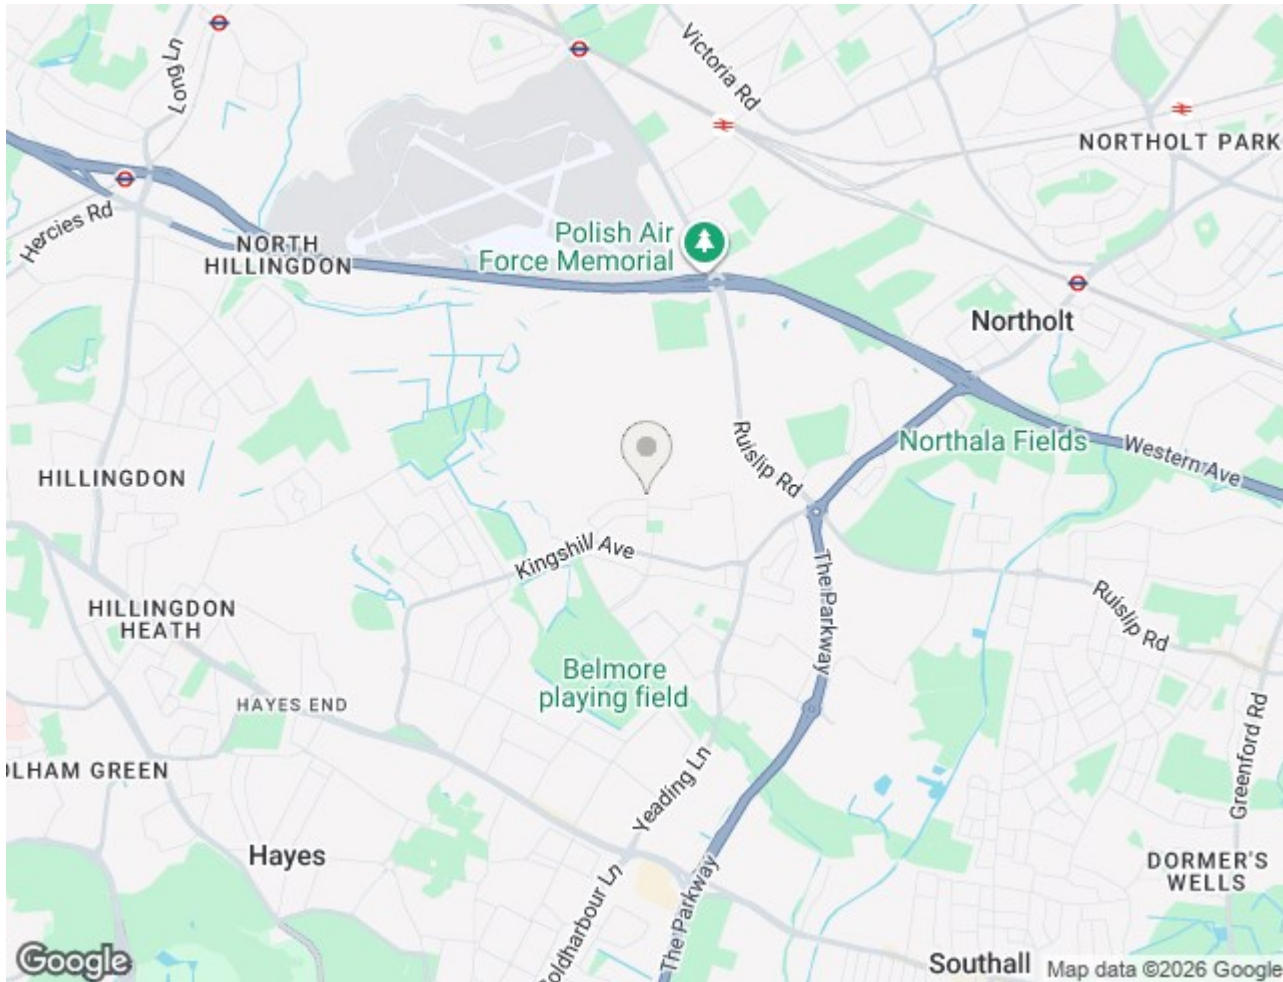 Long Ln
Victoria Rd
NORTHOLT PARK
Hercies Rd
NORTH
HILLINGDON
Polish Air
Force Memorial
Northolt
Ruislip Rd
Northala Fields
Western Ave
HILLINGDON
Kingshill Ave
The Parkway
HILLINGDON
HEATH
Ruislip Rd
Belmore
playing field
HAYES END
OLHAM GREEN
Greenford Rd
Yeading Ln
Hayes
DORMER'S
WELLS
Coldharbour Ln
The Parkway
Southall
Google
Map data ©2026 Google